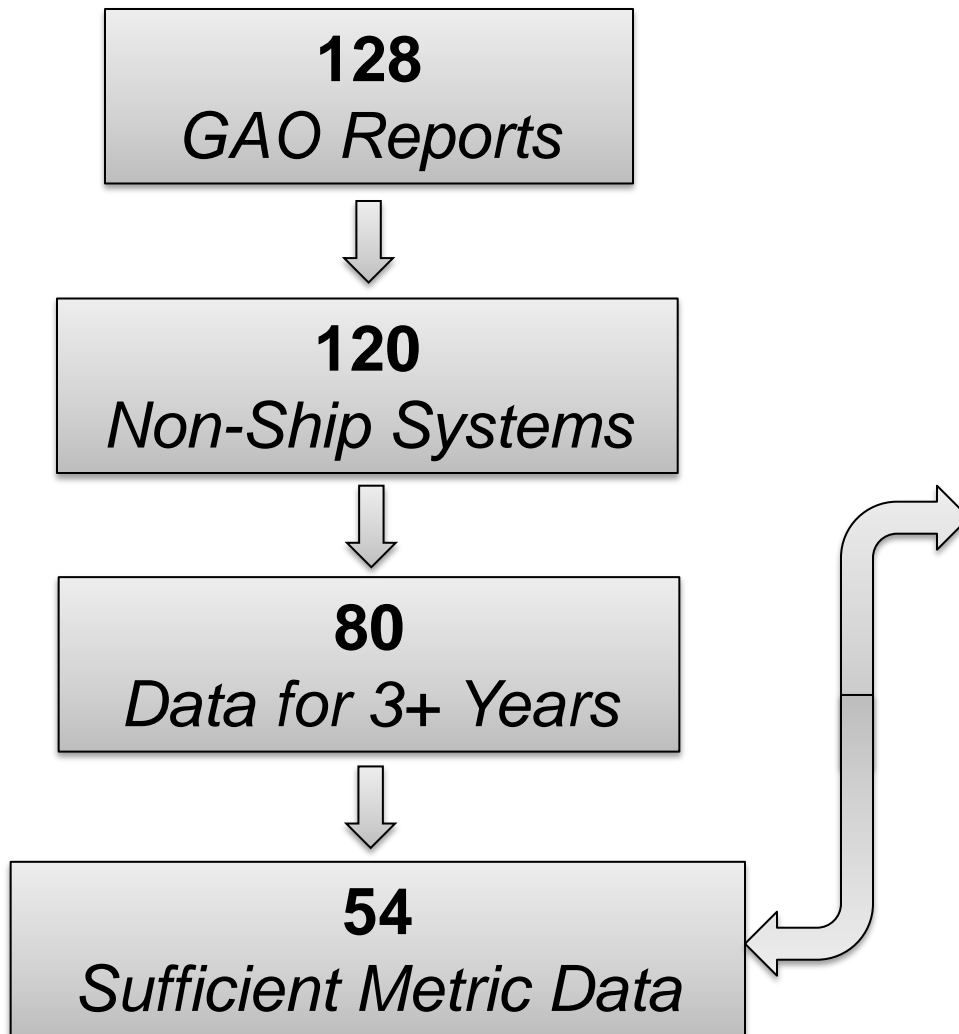 128
GAO Reports
120
Non-Ship Systems
80
Data for 3+ Years
54
Sufficient Metric Data